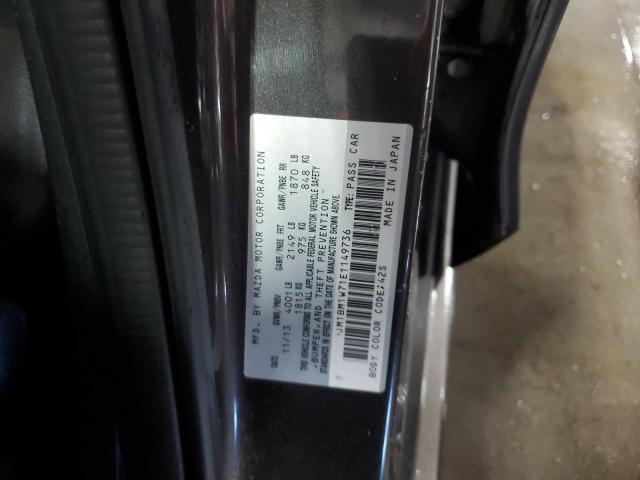 MFD. BY MAZDA MOTOR CORPORATION
DATE GVWR/PNBV GAWR/PNBE FRT GAWR/PNBE RR
11/13 4001 LB 2149 LB 1870 LB
1815 KG 975 KG 848 KG
THIS VEHICLE CONFORMS TO ALL APPLICABLE FEDERAL MOTOR VEHICLE SAFETY
,BUMPER,AND THEFT PREVENTION
STANDARDS IN EFFECT ON THE DATE OF MANUFACTURE SHOWN ABOVE.
JM1BM1W71E1149736 TYPE: PASS CAR
BODY COLOR CODE:42S MADE IN JAPAN